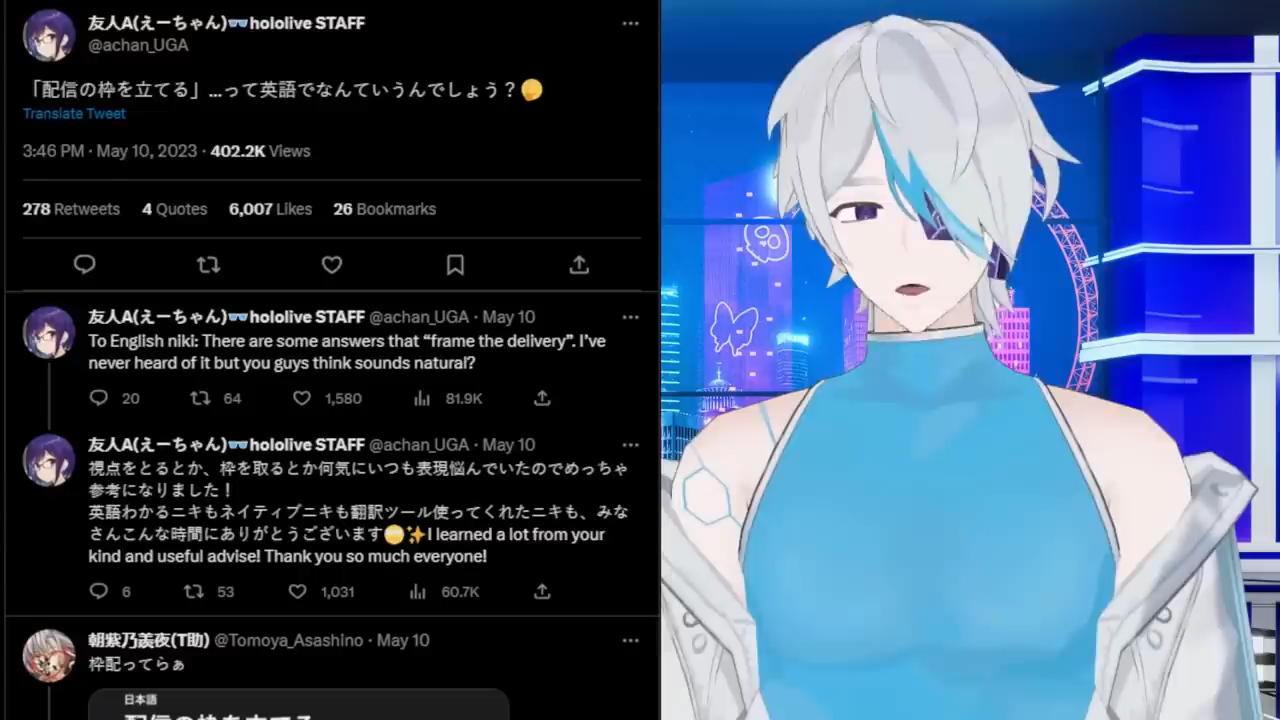 友人A(えーちゃん)👓hololive STAFF
@achan_UGA
「配信の枠を立てる」...って英語でなんていうんでしょう？
Translate Tweet
3:46 PM · May 10, 2023 · 402.2K Views
278 Retweets 4 Quotes 6,007 Likes 26 Bookmarks
友人A(えーちゃん)👓hololive STAFF @achan_UGA · May 10
To English niki: There are some answers that “frame the delivery”. I’ve
never heard of it but you guys think sounds natural?
20 64 1,580 81.9K
友人A(えーちゃん)👓hololive STAFF @achan_UGA · May 10
視点をとるとか、枠を取るとか何気にいつも表現悩んでいたのでめっちゃ
参考になりました！
英語わかるニキもネイティブニキも翻訳ツール使ってくれたニキも、みな
さんこんな時間にありがとうございます✨I learned a lot from your
kind and useful advise! Thank you so much everyone!
6 53 1,031 60.7K
朝紫乃羨夜(T助) @Tomoya_Asashino · May 10
枠配ってらぁ
日本語
配信の枠を立てる